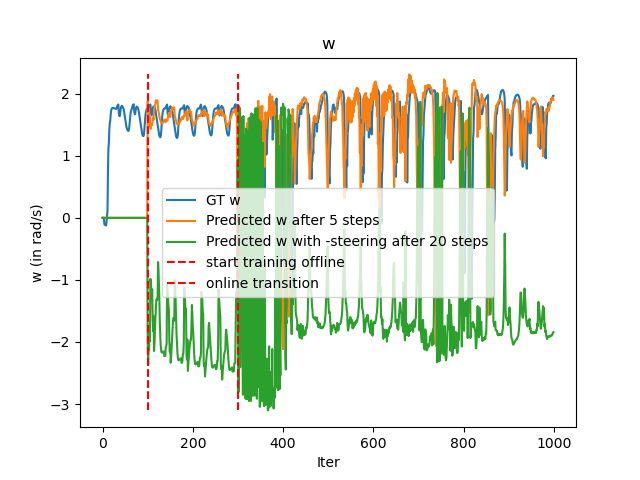 w
w (in rad/s)
2
1
0
−1
−2
−3
GT w
Predicted w after 5 steps
Predicted w with -steering after 20 steps
start training offline
online transition
0 200 400 600 800 1000
Iter